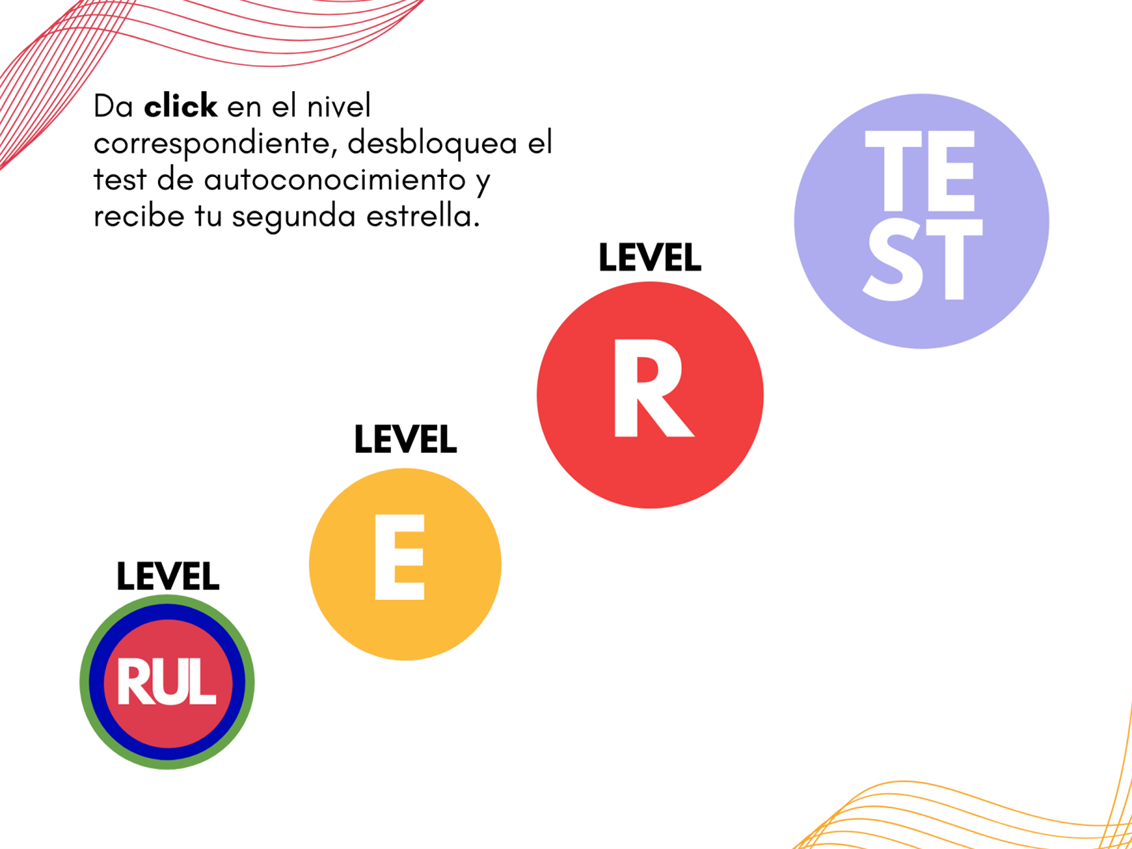 Da click en el nivel
correspondiente, desbloquea el
test de autoconocimiento y
recibe tu segunda estrella.
TE
ST
LEVEL
R
LEVEL
E
LEVEL
RUL